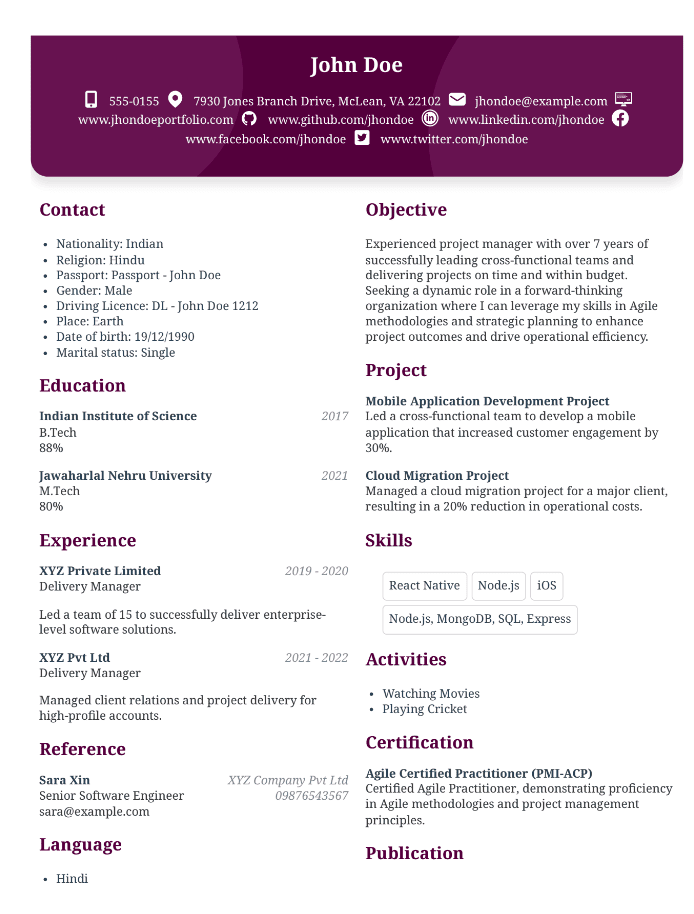 John Doe
555-0155 7930 Jones Branch Drive, McLean, VA 22102 jhondoe@example.com
www.jhondoeportfolio.com www.github.com/jhondoe www.linkedin.com/jhondoe
www.facebook.com/jhondoe www.twitter.com/jhondoe
Contact
• Nationality: Indian
• Religion: Hindu
• Passport: Passport - John Doe
• Gender: Male
• Driving Licence: DL - John Doe 1212
• Place: Earth
• Date of birth: 19/12/1990
• Marital status: Single
Education
Indian Institute of Science 2017
B.Tech
88%
Jawaharlal Nehru University 2021
M.Tech
80%
Experience
XYZ Private Limited 2019 - 2020
Delivery Manager
Led a team of 15 to successfully deliver enterprise-
level software solutions.
XYZ Pvt Ltd 2021 - 2022
Delivery Manager
Managed client relations and project delivery for
high-profile accounts.
Reference
Sara Xin XYZ Company Pvt Ltd
Senior Software Engineer 09876543567
sara@example.com
Language
• Hindi
Objective
Experienced project manager with over 7 years of
successfully leading cross-functional teams and
delivering projects on time and within budget.
Seeking a dynamic role in a forward-thinking
organization where I can leverage my skills in Agile
methodologies and strategic planning to enhance
project outcomes and drive operational efficiency.
Project
Mobile Application Development Project
Led a cross-functional team to develop a mobile
application that increased customer engagement by
30%.
Cloud Migration Project
Managed a cloud migration project for a major client,
resulting in a 20% reduction in operational costs.
Skills
React Native Node.js iOS
Node.js, MongoDB, SQL, Express
Activities
• Watching Movies
• Playing Cricket
Certification
Agile Certified Practitioner (PMI-ACP)
Certified Agile Practitioner, demonstrating proficiency
in Agile methodologies and project management
principles.
Publication